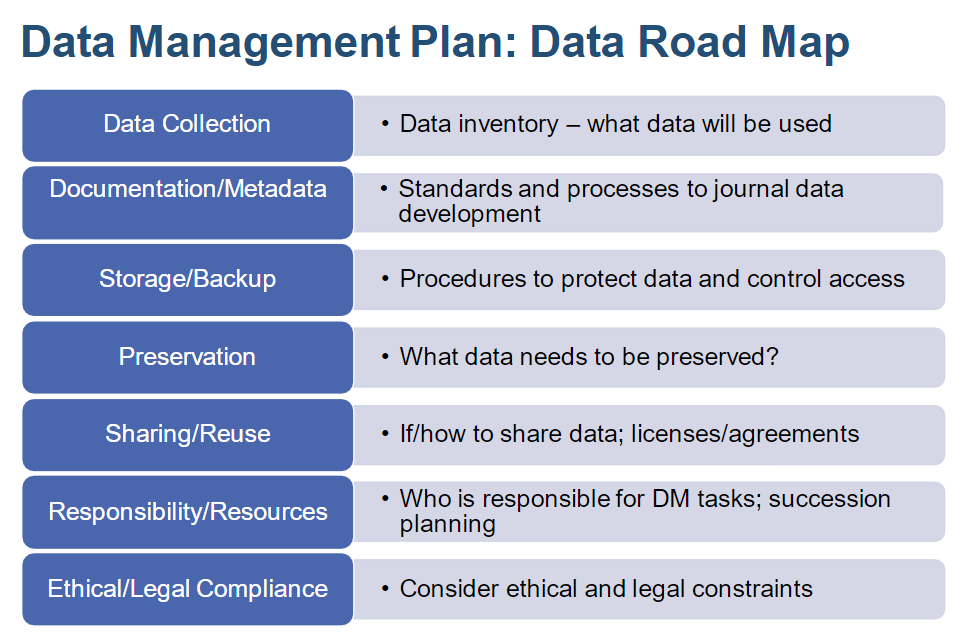 Data Management Plan: Data Road Map
Data Collection
• Data inventory – what data will be used
Documentation/Metadata
• Standards and processes to journal data
development
Storage/Backup
• Procedures to protect data and control access
Preservation
• What data needs to be preserved?
Sharing/Reuse
• If/how to share data; licenses/agreements
Responsibility/Resources
• Who is responsible for DM tasks; succession
planning
Ethical/Legal Compliance
• Consider ethical and legal constraints